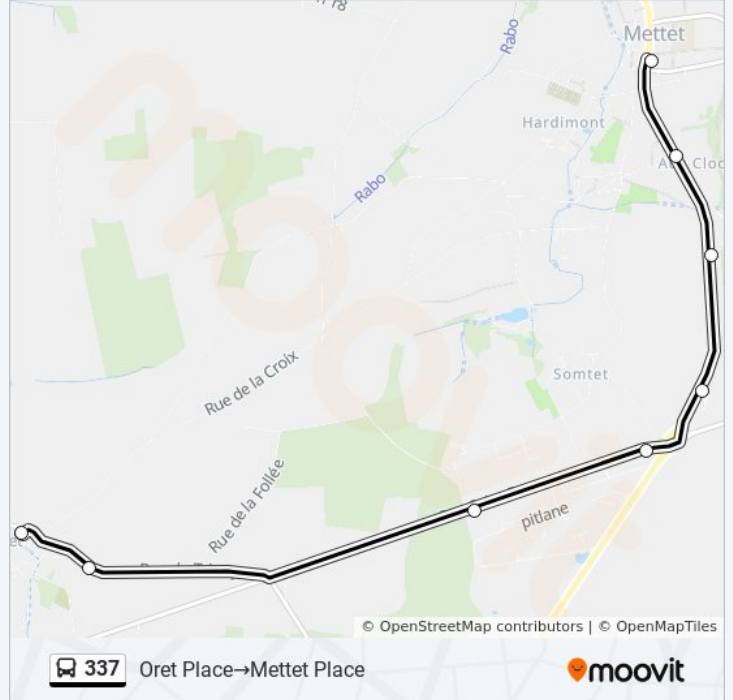 Mettet
Rabo
Hardimont
Rabo
Rue de la Croix
Somtet
Rue de la Follée
pitlane
© OpenStreetMap contributors | © OpenMapTiles
337 Oret Place→Mettet Place
moovit